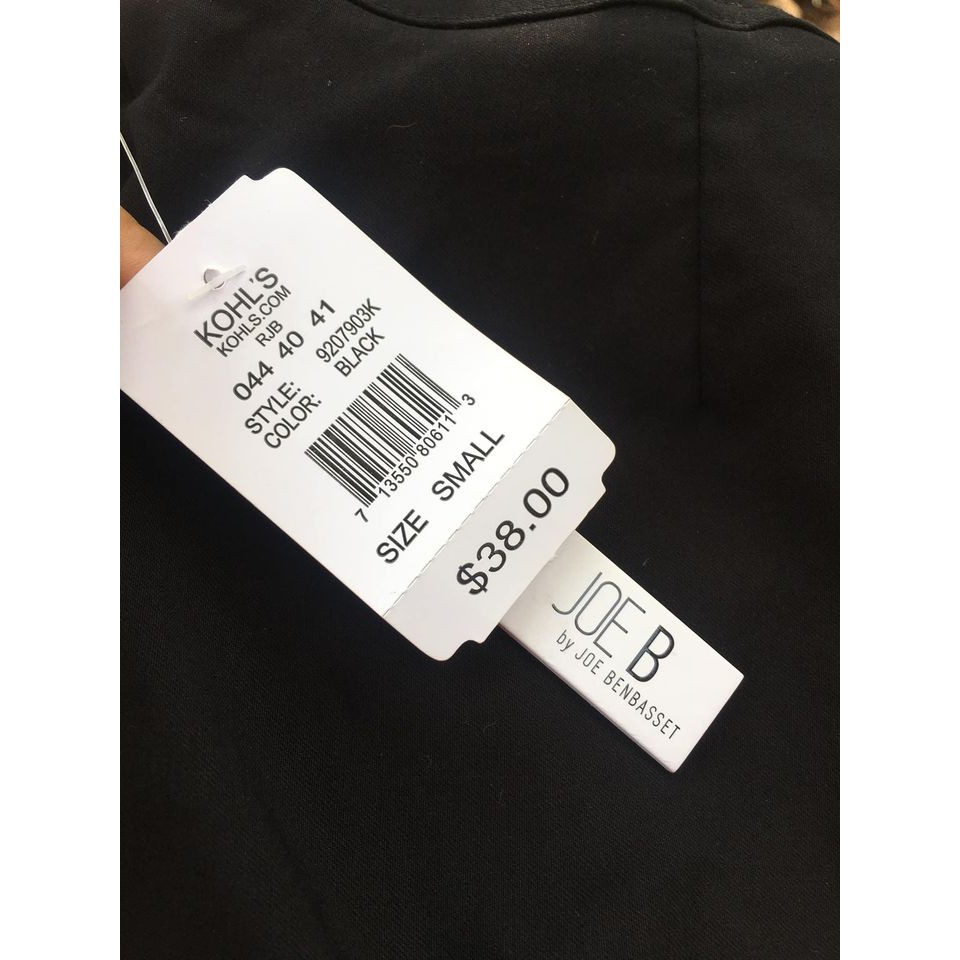 KOHL'S
KOHLS.COM
RJB
044 40 41
STYLE: 9207903K
COLOR: BLACK
7 13550 80611 3
SIZE SMALL
$38.00
JOE B
by JOE BENBASSET